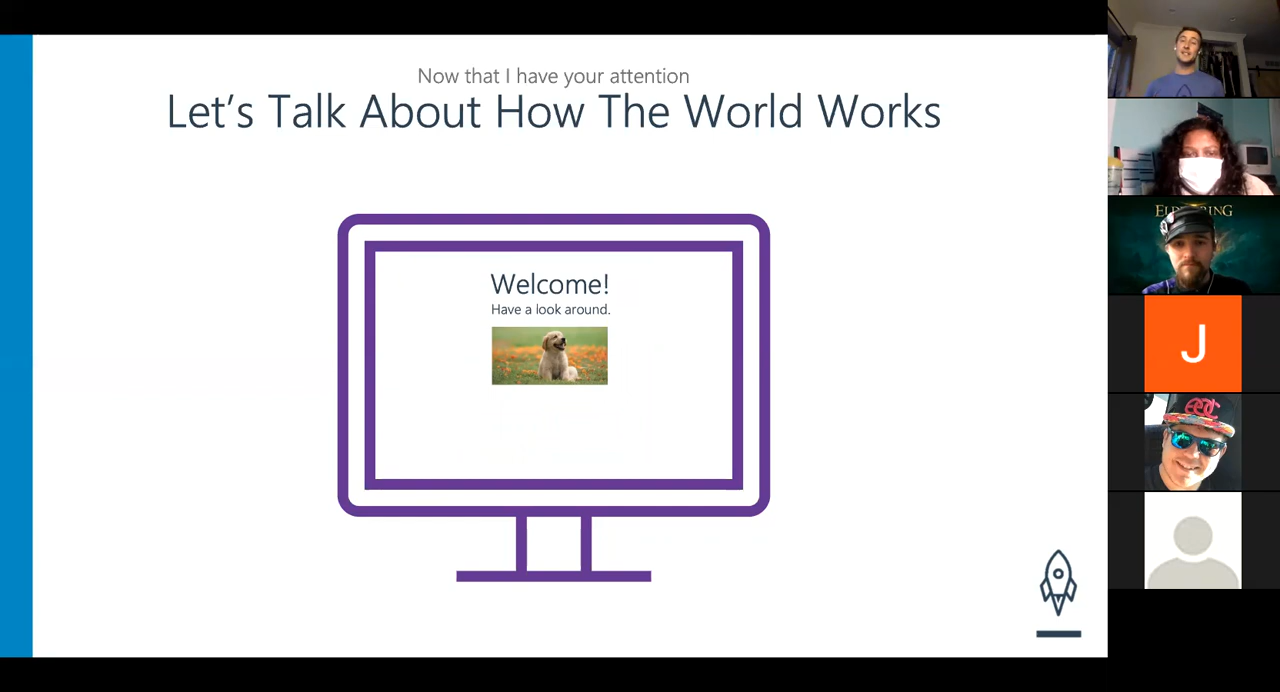 Now that I have your attention
Let's Talk About How The World Works
Welcome!
Have a look around.
ELDEN RING
J